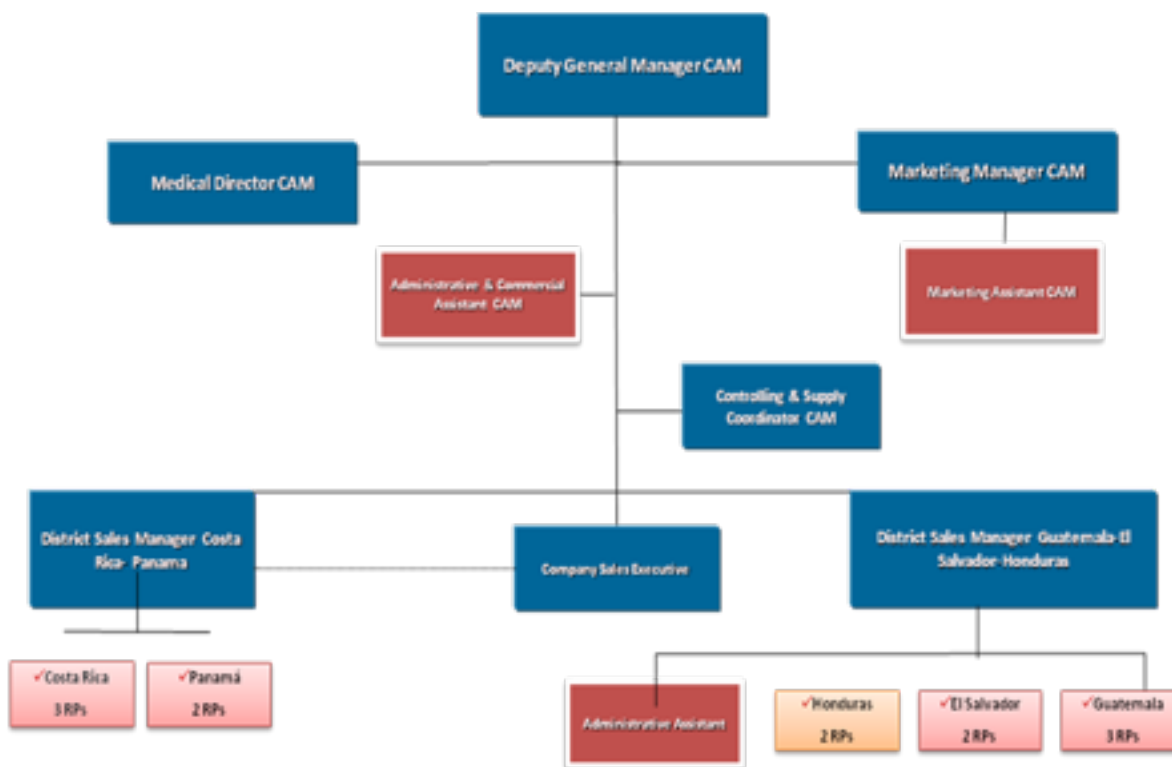 Deputy General Manager CAM
Medical Director CAM
Marketing Manager CAM
Administrative & Commercial
Assistant CAM
Marketing Assistant CAM
Controlling & Supply
Coordinator CAM
District Sales Manager Costa
Rica- Panama
Company Sales Executive
District Sales Manager Guatemala-El
Salvador-Honduras
✓Costa Rica
3 RPs
✓Panamá
2 RPs
Administrative Assistant
✓Honduras
2 RPs
✓El Salvador
2 RPs
✓Guatemala
3 RPs